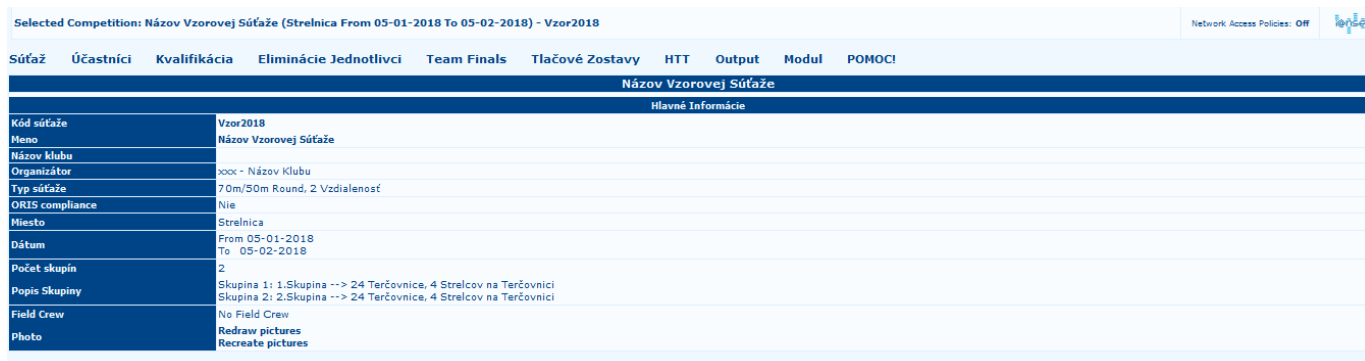 Selected Competition: Názov Vzorovej Súťaže (Strelnica From 05-01-2018 To 05-02-2018) - Vzor2018 Network Access Policies: Off
Súťaž Účastníci Kvalifikácia Eliminácie Jednotlivci Team Finals Tlačové Zostavy HTT Output Modul POMOC!
Názov Vzorovej Súťaže
Hlavné Informácie
Kód súťaže Vzor2018
Meno Názov Vzorovej Súťaže
Názov klubu
Organizátor xxx - Názov Klubu
Typ súťaže 70m/50m Round, 2 Vzdialenosť
ORIS compliance Nie
Miesto Strelnica
Dátum From 05-01-2018
To 05-02-2018
Počet skupín 2
Popis Skupiny Skupina 1: 1.Skupina --> 24 Terčovnice, 4 Strelcov na Terčovnici
Skupina 2: 2.Skupina --> 24 Terčovnice, 4 Strelcov na Terčovnici
Field Crew No Field Crew
Photo Redraw pictures
Recreate pictures